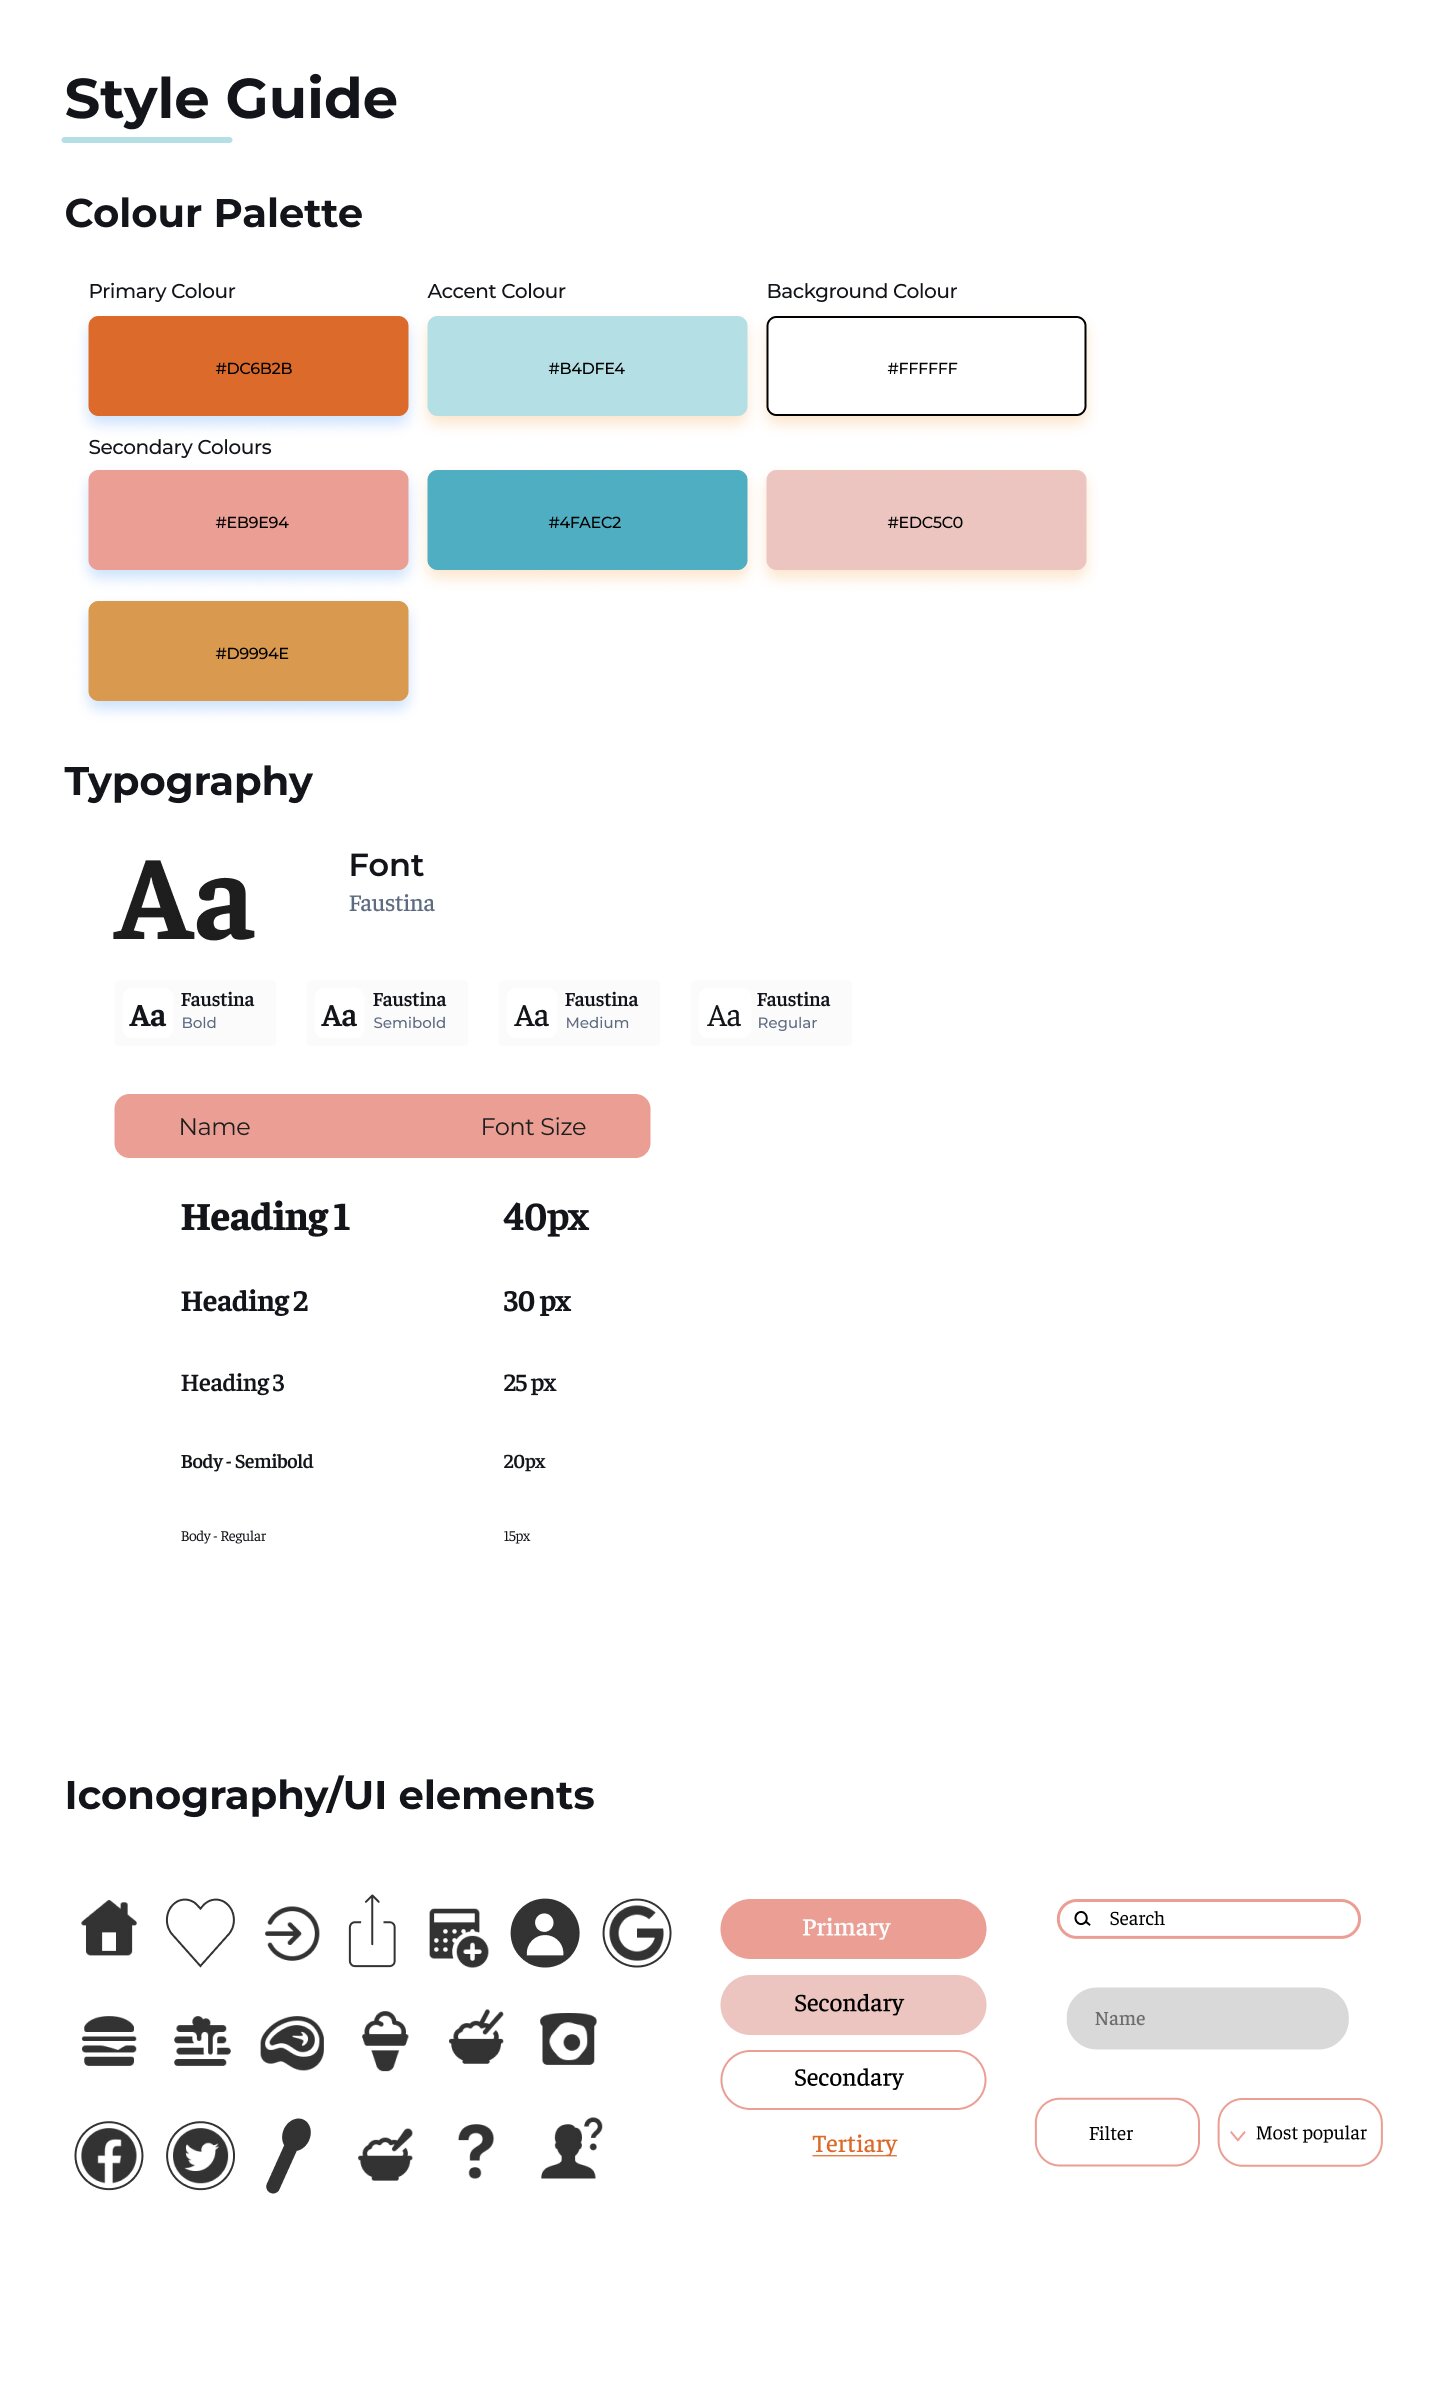 Style Guide
Colour Palette
Primary Colour
Accent Colour
Background Colour
#DC6B2B
#B4DFE4
#FFFFFF
Secondary Colours
#EB9E94
#4FAEC2
#EDC5C0
#D9994E
Typography
Aa
Font
Faustina
Aa
Faustina
Bold
Aa
Faustina
Semibold
Aa
Faustina
Medium
Aa
Faustina
Regular
Name
Font Size
Heading 1
40px
Heading 2
30 px
Heading 3
25 px
Body - Semibold
20px
Body - Regular
15px
Iconography/UI elements
G
Primary
Search
Secondary
Name
Secondary
Filter
Most popular
Tertiary
f
?
?